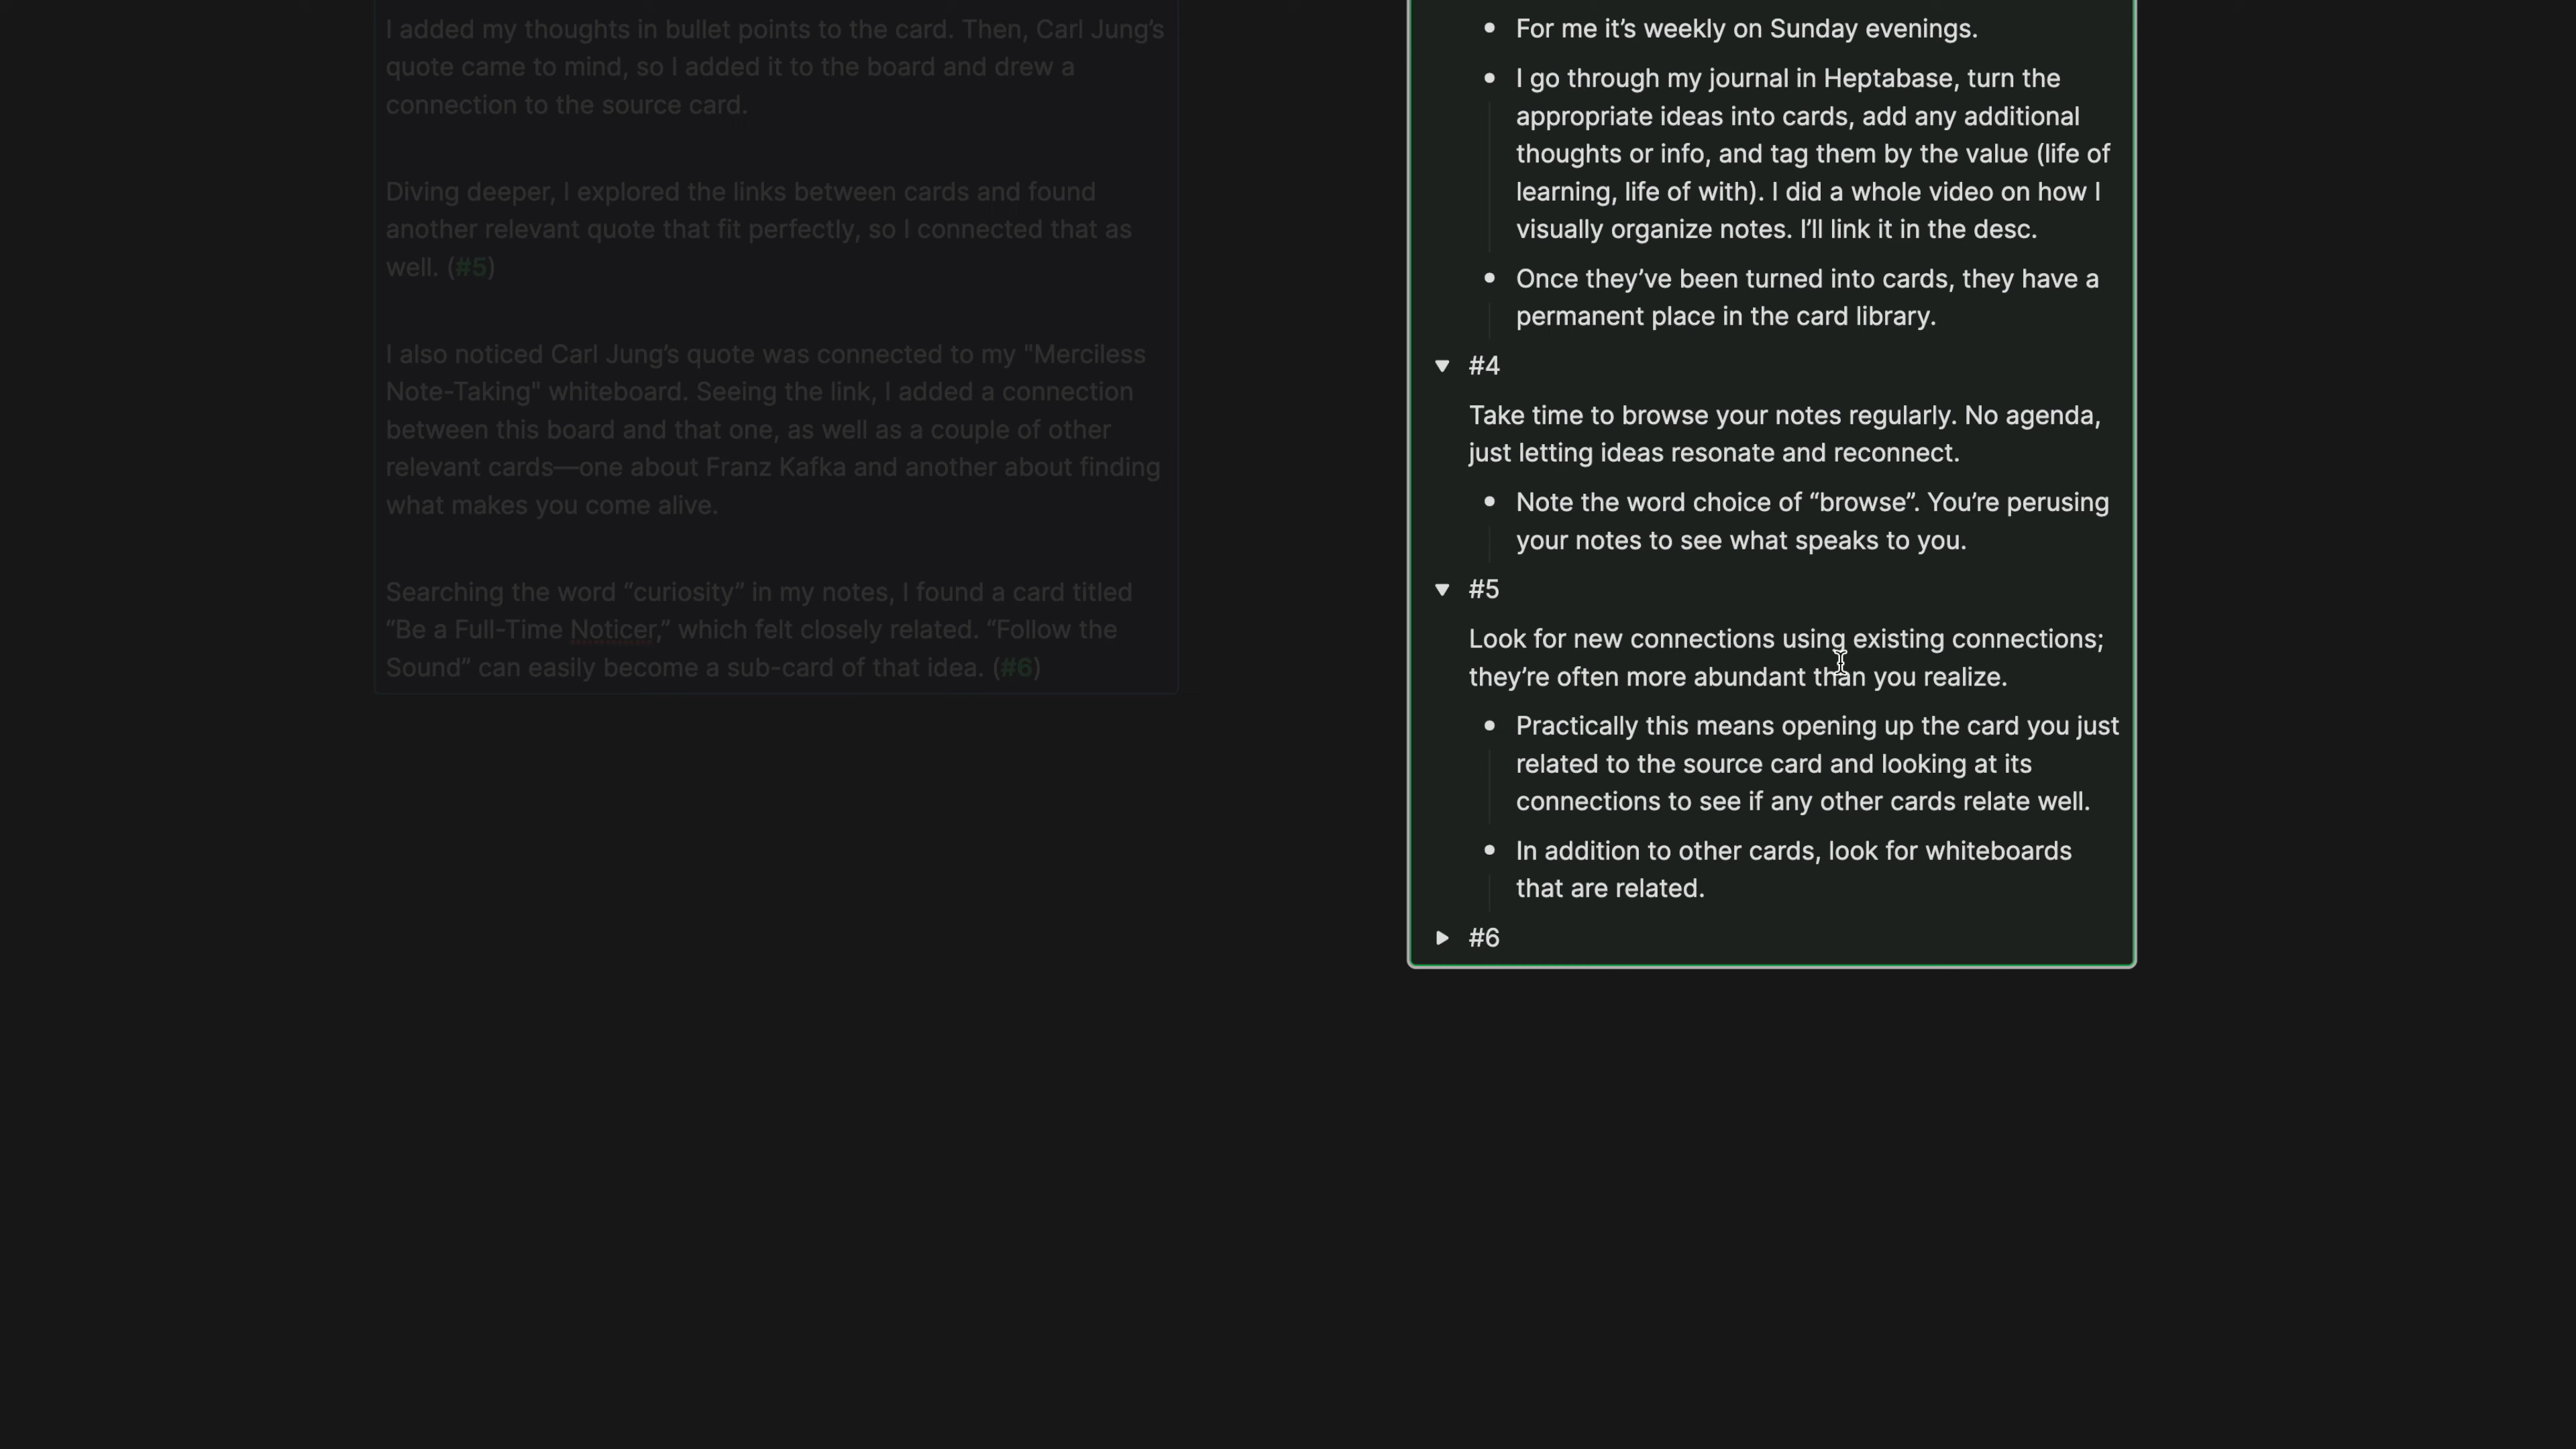 I added my thoughts in bullet points to the card. Then, Carl Jung’s
quote came to mind, so I added it to the board and drew a
connection to the source card.
Diving deeper, I explored the links between cards and found
another relevant quote that fit perfectly, so I connected that as
well. (#5)
I also noticed Carl Jung’s quote was connected to my "Merciless
Note-Taking" whiteboard. Seeing the link, I added a connection
between this board and that one, as well as a couple of other
relevant cards—one about Franz Kafka and another about finding
what makes you come alive.
Searching the word “curiosity” in my notes, I found a card titled
“Be a Full-Time Noticer,” which felt closely related. “Follow the
Sound” can easily become a sub-card of that idea. (#6)
For me it’s weekly on Sunday evenings.
I go through my journal in Heptabase, turn the
appropriate ideas into cards, add any additional
thoughts or info, and tag them by the value (life of
learning, life of with). I did a whole video on how I
visually organize notes. I’ll link it in the desc.
Once they’ve been turned into cards, they have a
permanent place in the card library.
#4
Take time to browse your notes regularly. No agenda,
just letting ideas resonate and reconnect.
Note the word choice of “browse”. You’re perusing
your notes to see what speaks to you.
#5
Look for new connections using existing connections;
they’re often more abundant than you realize.
Practically this means opening up the card you just
related to the source card and looking at its
connections to see if any other cards relate well.
In addition to other cards, look for whiteboards
that are related.
#6